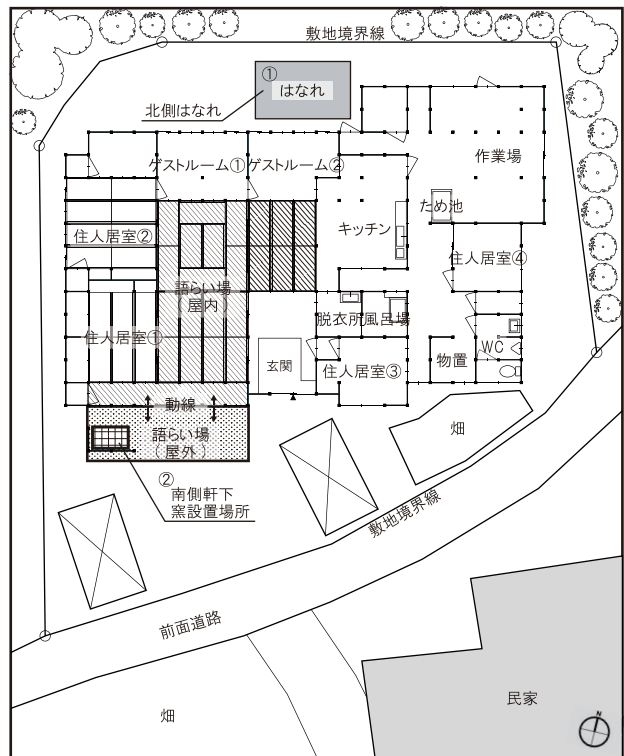 敷地境界線
①
はなれ
北側はなれ
ゲストルーム①
ゲストルーム②
作業場
ため池
キッチン
住人居室②
住人居室④
語らい場
（屋内）
脱衣所
風呂場
住人居室①
玄関
住人居室③
物置
WC
動線
語らい場
（屋外）
畑
②
南側軒下
窯設置場所
敷地境界線
前面道路
畑
民家
N